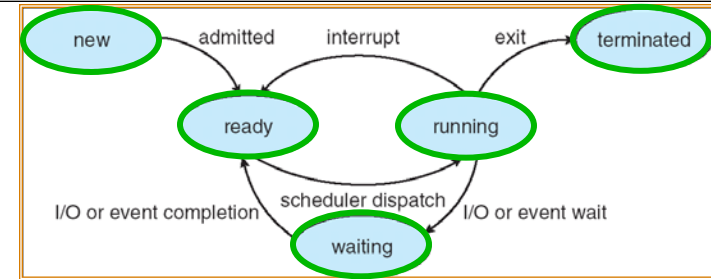 new
admitted
interrupt
exit
terminated
ready
running
scheduler dispatch
I/O or event completion
I/O or event wait
waiting